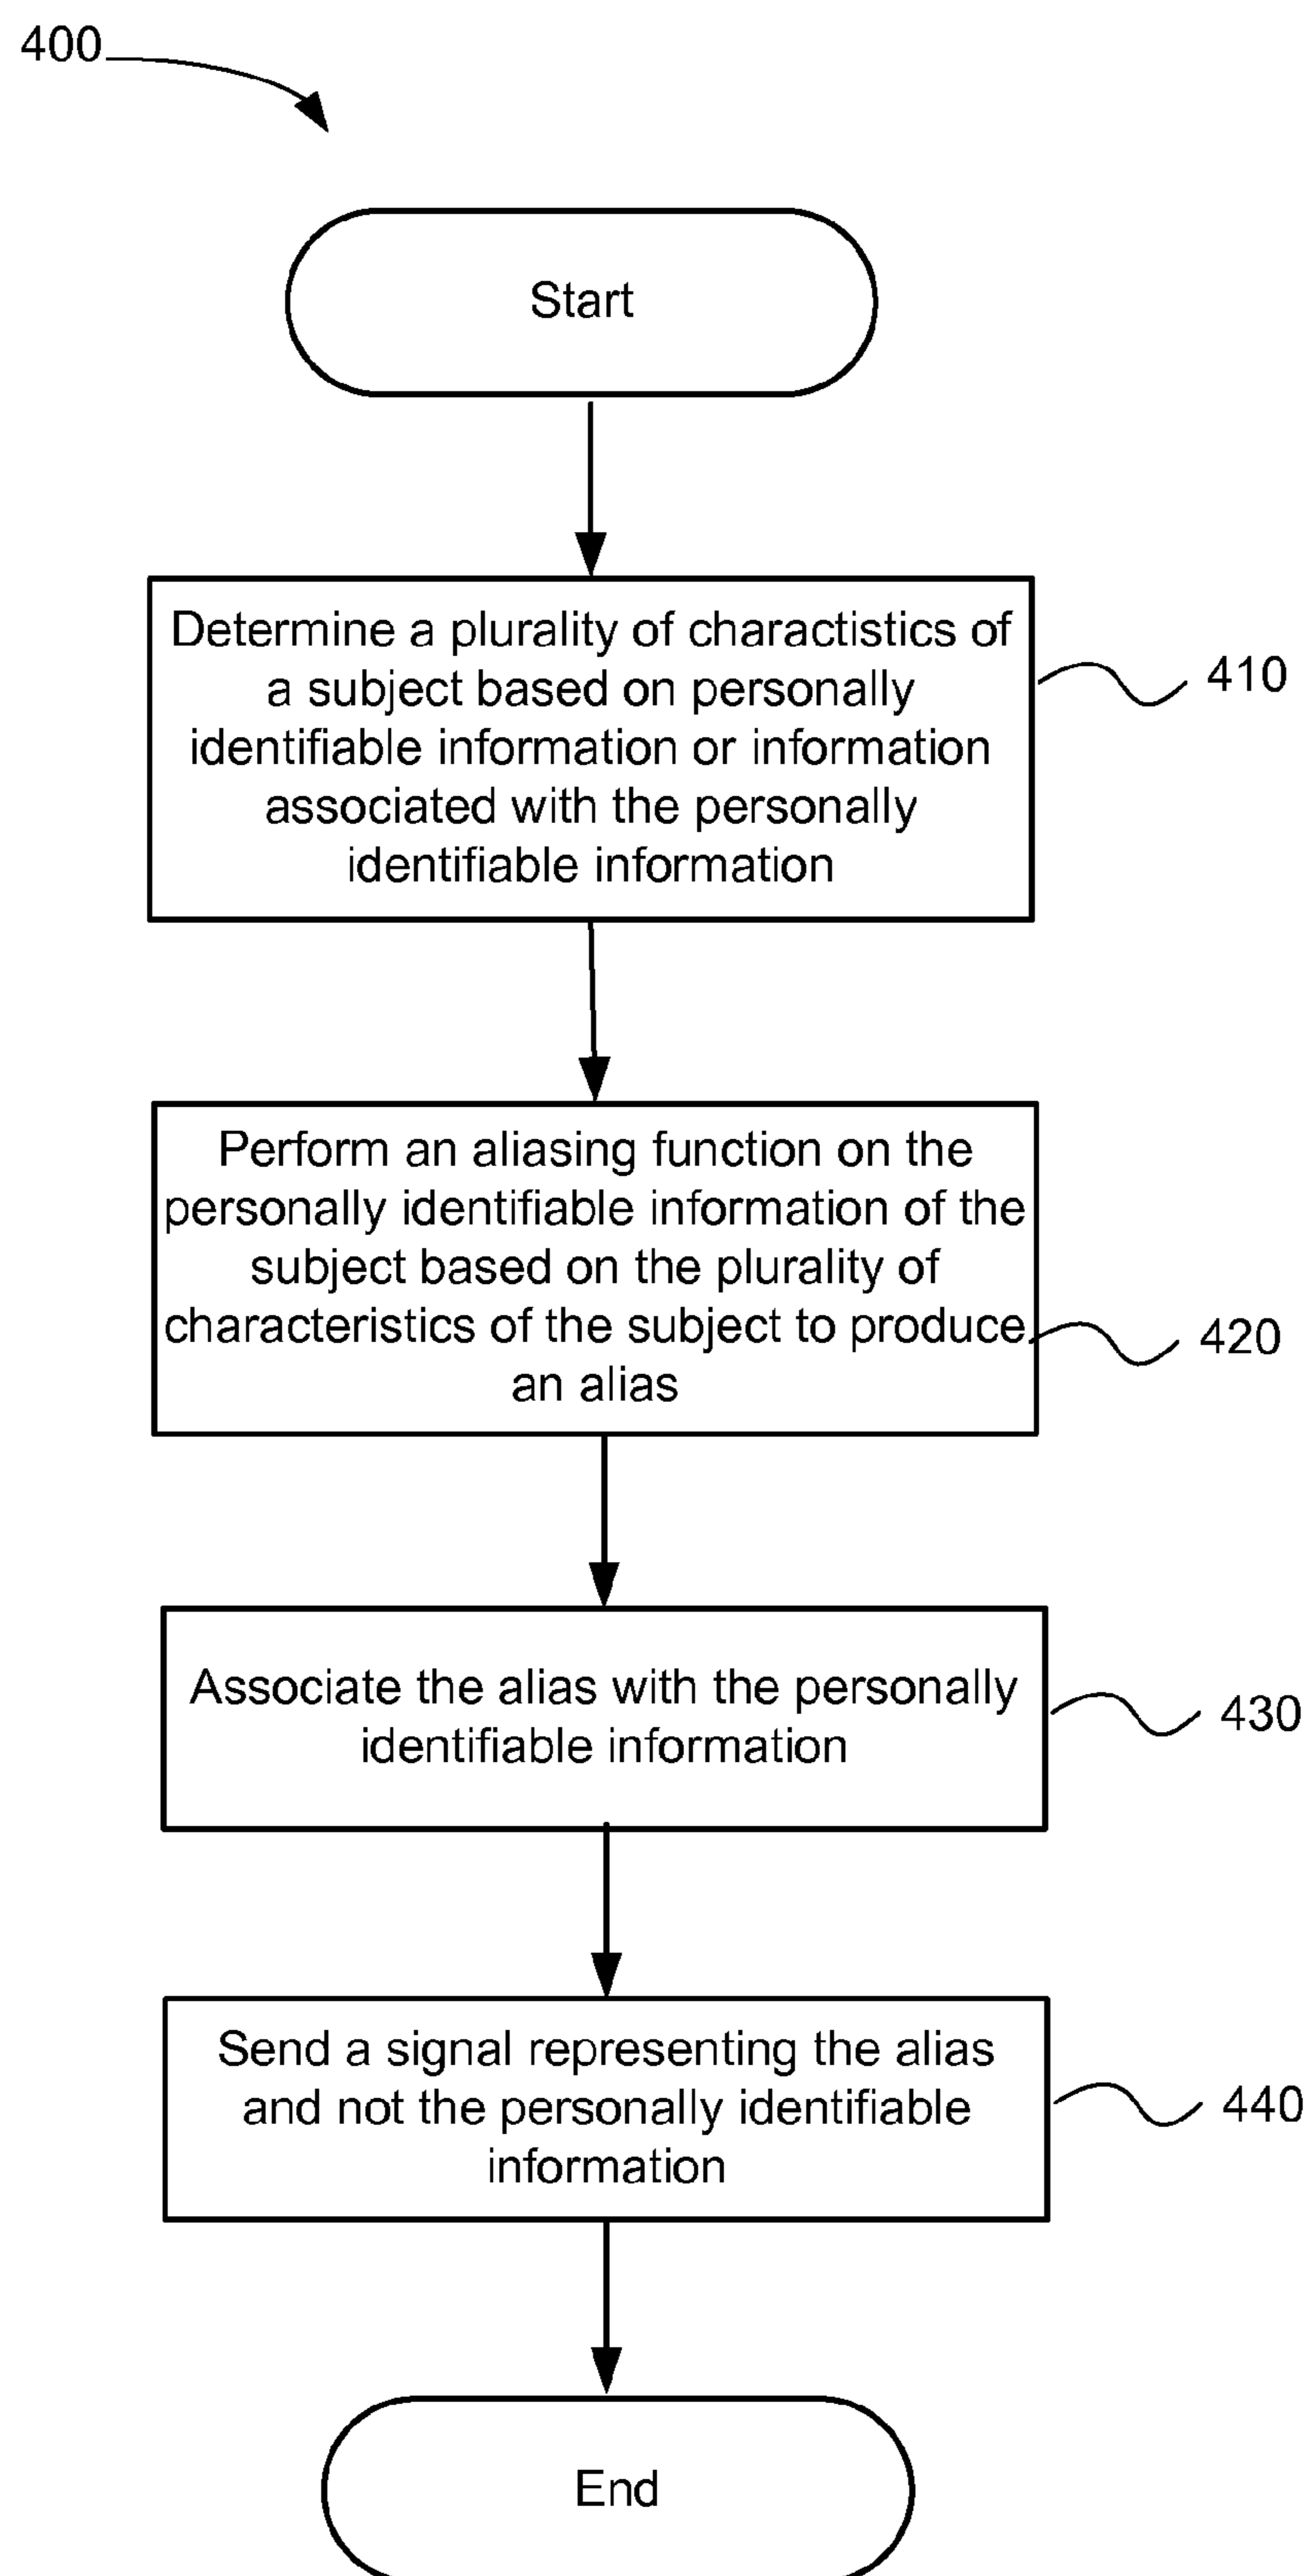 400
Start
Determine a plurality of charactistics of
a subject based on personally
identifiable information or information
associated with the personally
identifiable information
410
Perform an aliasing function on the
personally identifiable information of the
subject based on the plurality of
characteristics of the subject to produce
an alias
420
Associate the alias with the personally
identifiable information
430
Send a signal representing the alias
and not the personally identifiable
information
440
End